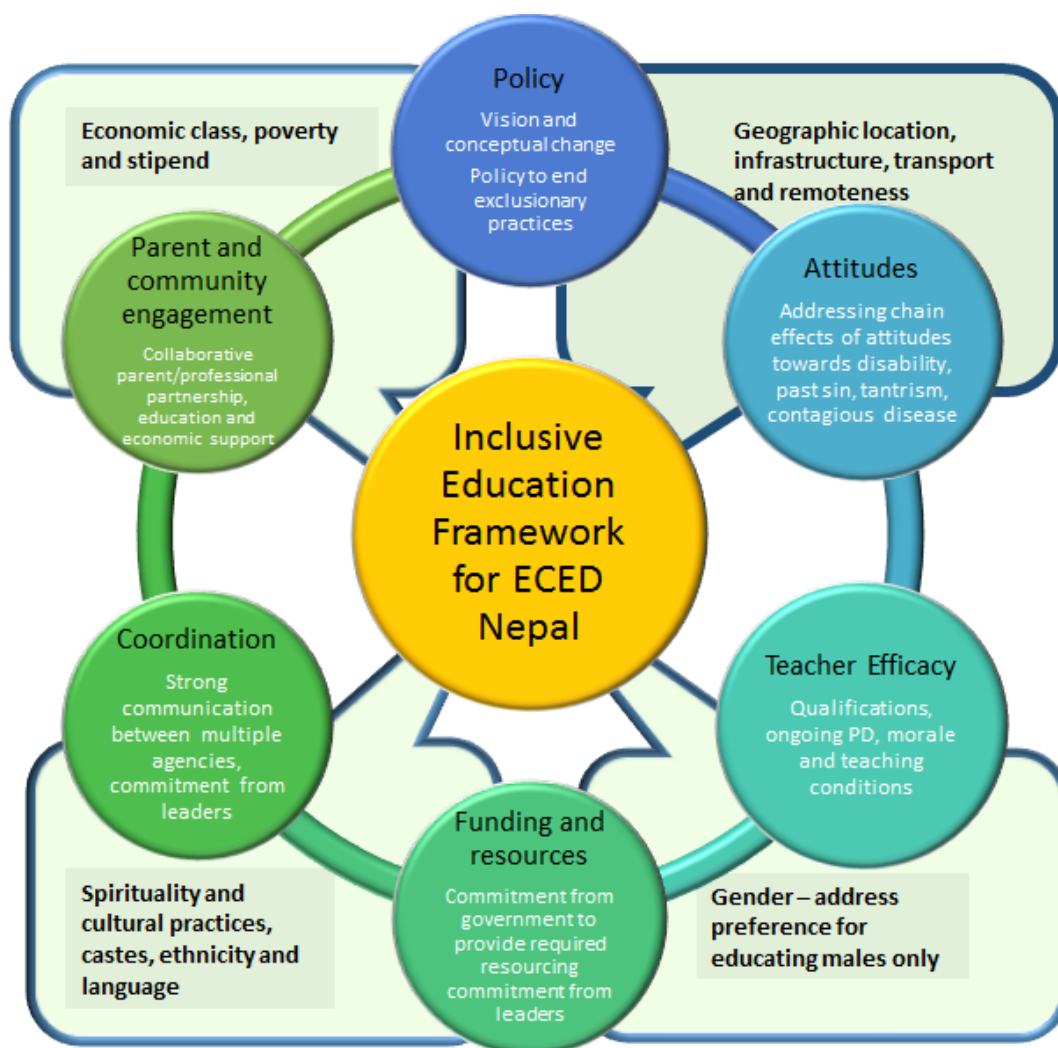 Policy
Vision and
conceptual change
Policy to end
exclusionary
practices
Economic class, poverty
and stipend
Geographic location,
infrastructure, transport
and remoteness
Parent and
community
engagement
Collaborative
parent/professional
partnership,
education and
economic support
Attitudes
Addressing chain
effects of attitudes
towards disability,
past sin, tantrism,
contagious disease
Inclusive
Education
Framework
for ECED
Nepal
Coordination
Strong
communication
between multiple
agencies,
commitment from
leaders
Teacher Efficacy
Qualifications,
ongoing PD, morale
and teaching
conditions
Funding and
resources
Commitment from
government to
provide required
resourcing
commitment from
leaders
Spirituality and
cultural practices,
castes, ethnicity and
language
Gender – address
preference for
educating males only